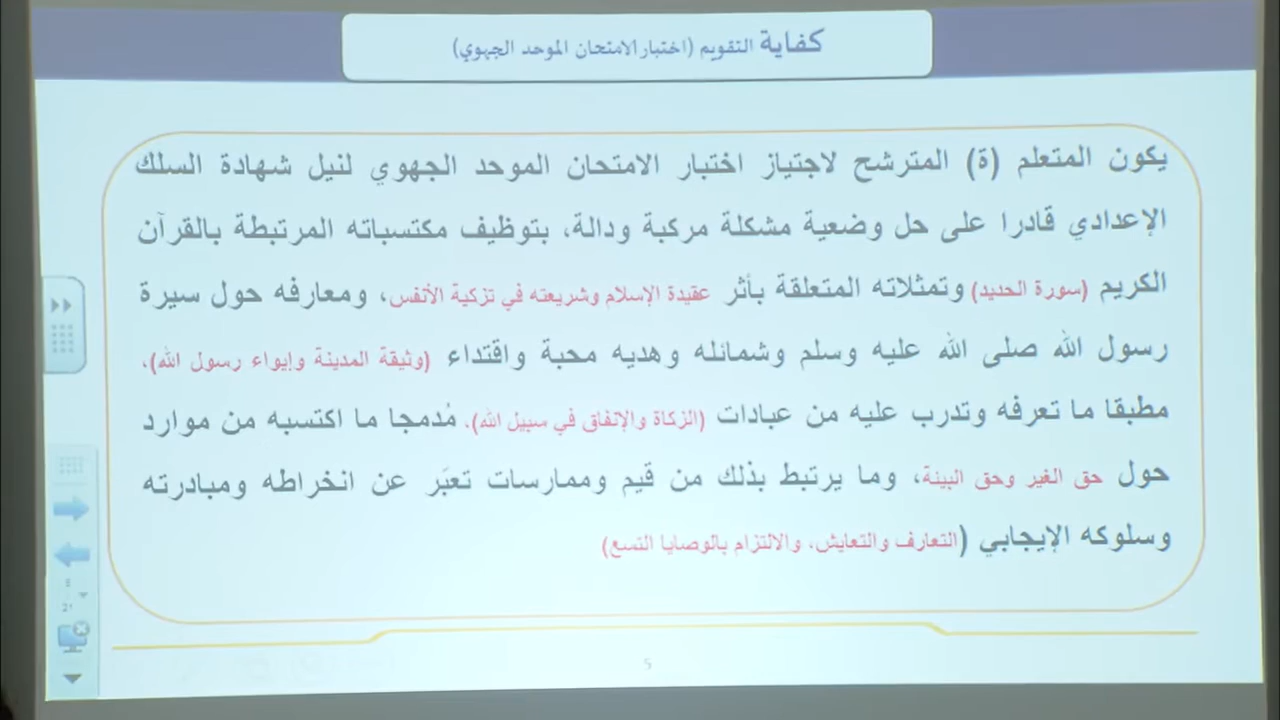 كفاية التقويم (اختبار الامتحان الموحد الجهوي)
يكون المتعلم (ة) المترشح لاجتياز اختبار الامتحان الموحد الجهوي لنيل شهادة السلك
الإعدادي قادرا على حل وضعية مشكلة مركبة ودالة، بتوظيف مكتسباته المرتبطة بالقرآن
الكريم (سورة الحديد) وتمثلاته المتعلقة بأثر عقيدة الإسلام وشريعته في تزكية الأنفس، ومعارفه حول سيرة
رسول الله صلى الله عليه وسلم وشمائله وهديه محبة واقتداء (وثيقة المدينة وإيواء رسول الله)،
مطبقا ما تعرفه وتدرب عليه من عبادات (الزكاة والإنفاق في سبيل الله)، مُدمجا ما اكتسبه من موارد
حول حق الغير وحق البيئة، وما يرتبط بذلك من قيم وممارسات تعبَر عن انخراطه ومبادرته
وسلوكه الإيجابي (التعارف والتعايش، والالتزام بالوصايا التسع)
5
21
5